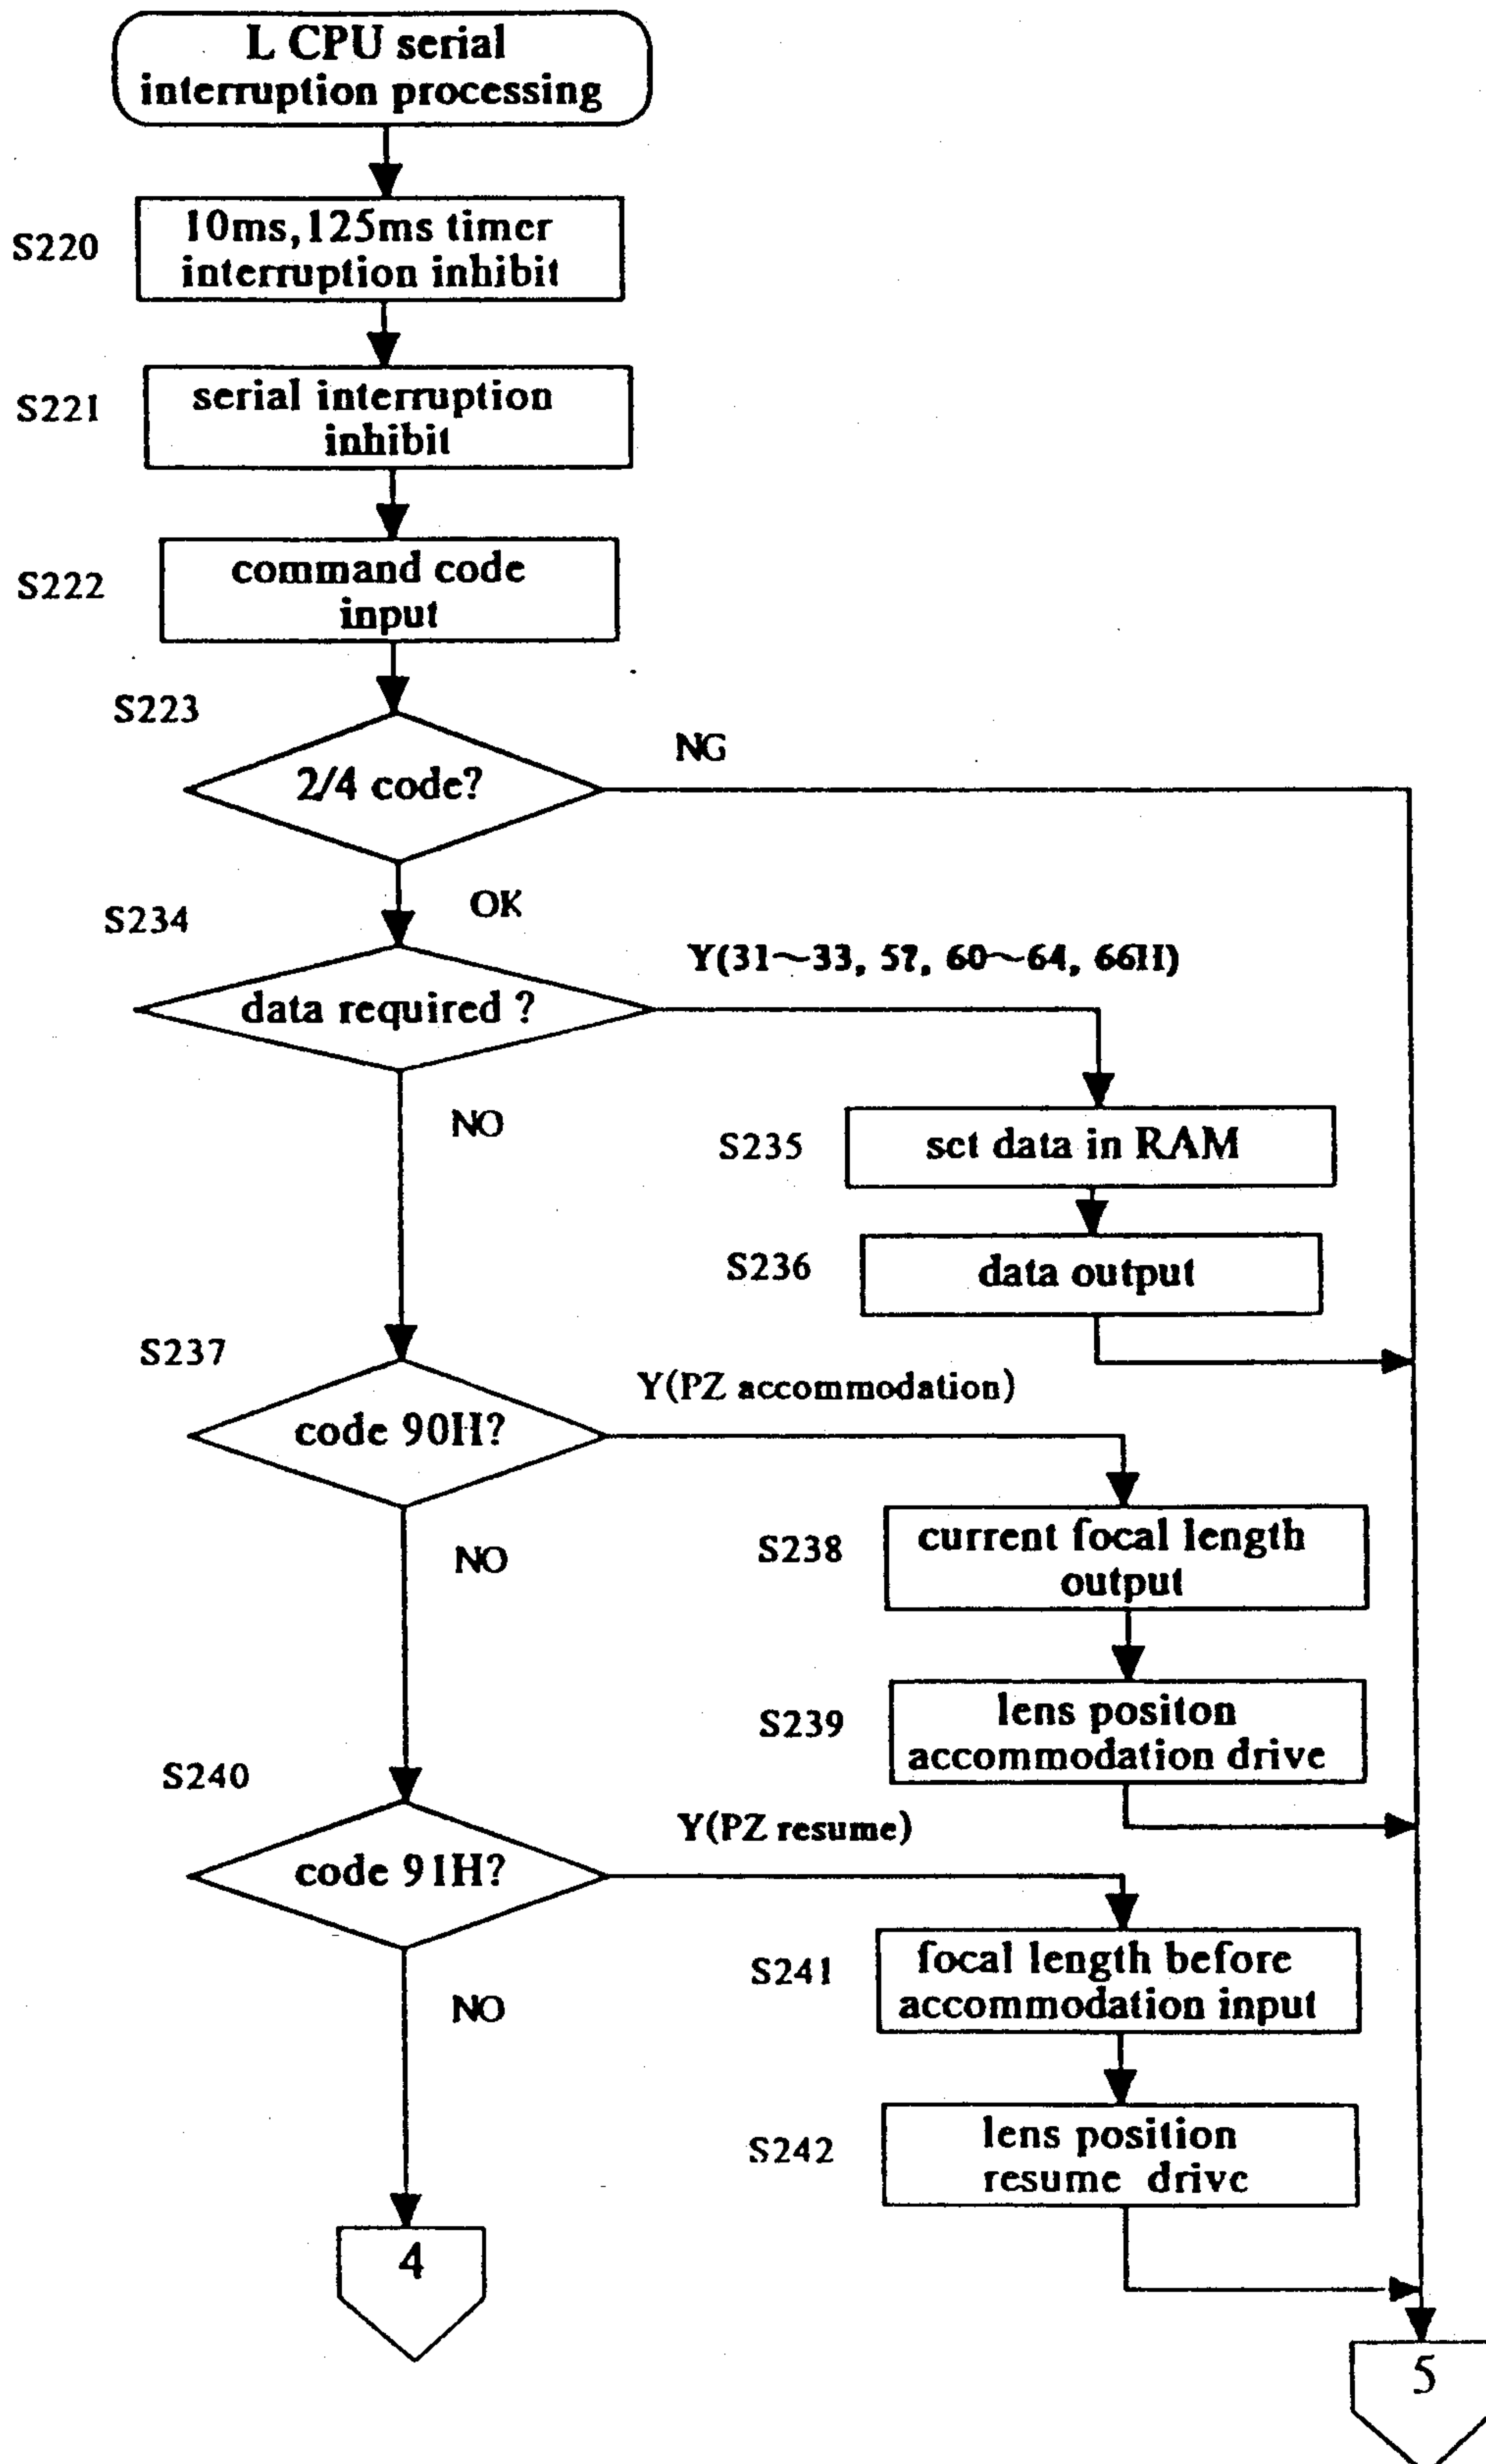 L CPU serial
interruption processing
S220
10ms,125ms timer
interruption inhibit
S221
serial interruption
inhibit
S222
command code
input
S223
2/4 code?
NG
OK
S234
data required ?
Y(31~33, 57, 60~64, 66H)
NO
S235
set data in RAM
S236
data output
S237
code 90H?
Y(PZ accommodation)
NO
S238
current focal length
output
S239
lens positon
accommodation drive
S240
code 91H?
Y(PZ resume)
NO
S241
focal length before
accommodation input
S242
lens position
resume drive
4
5